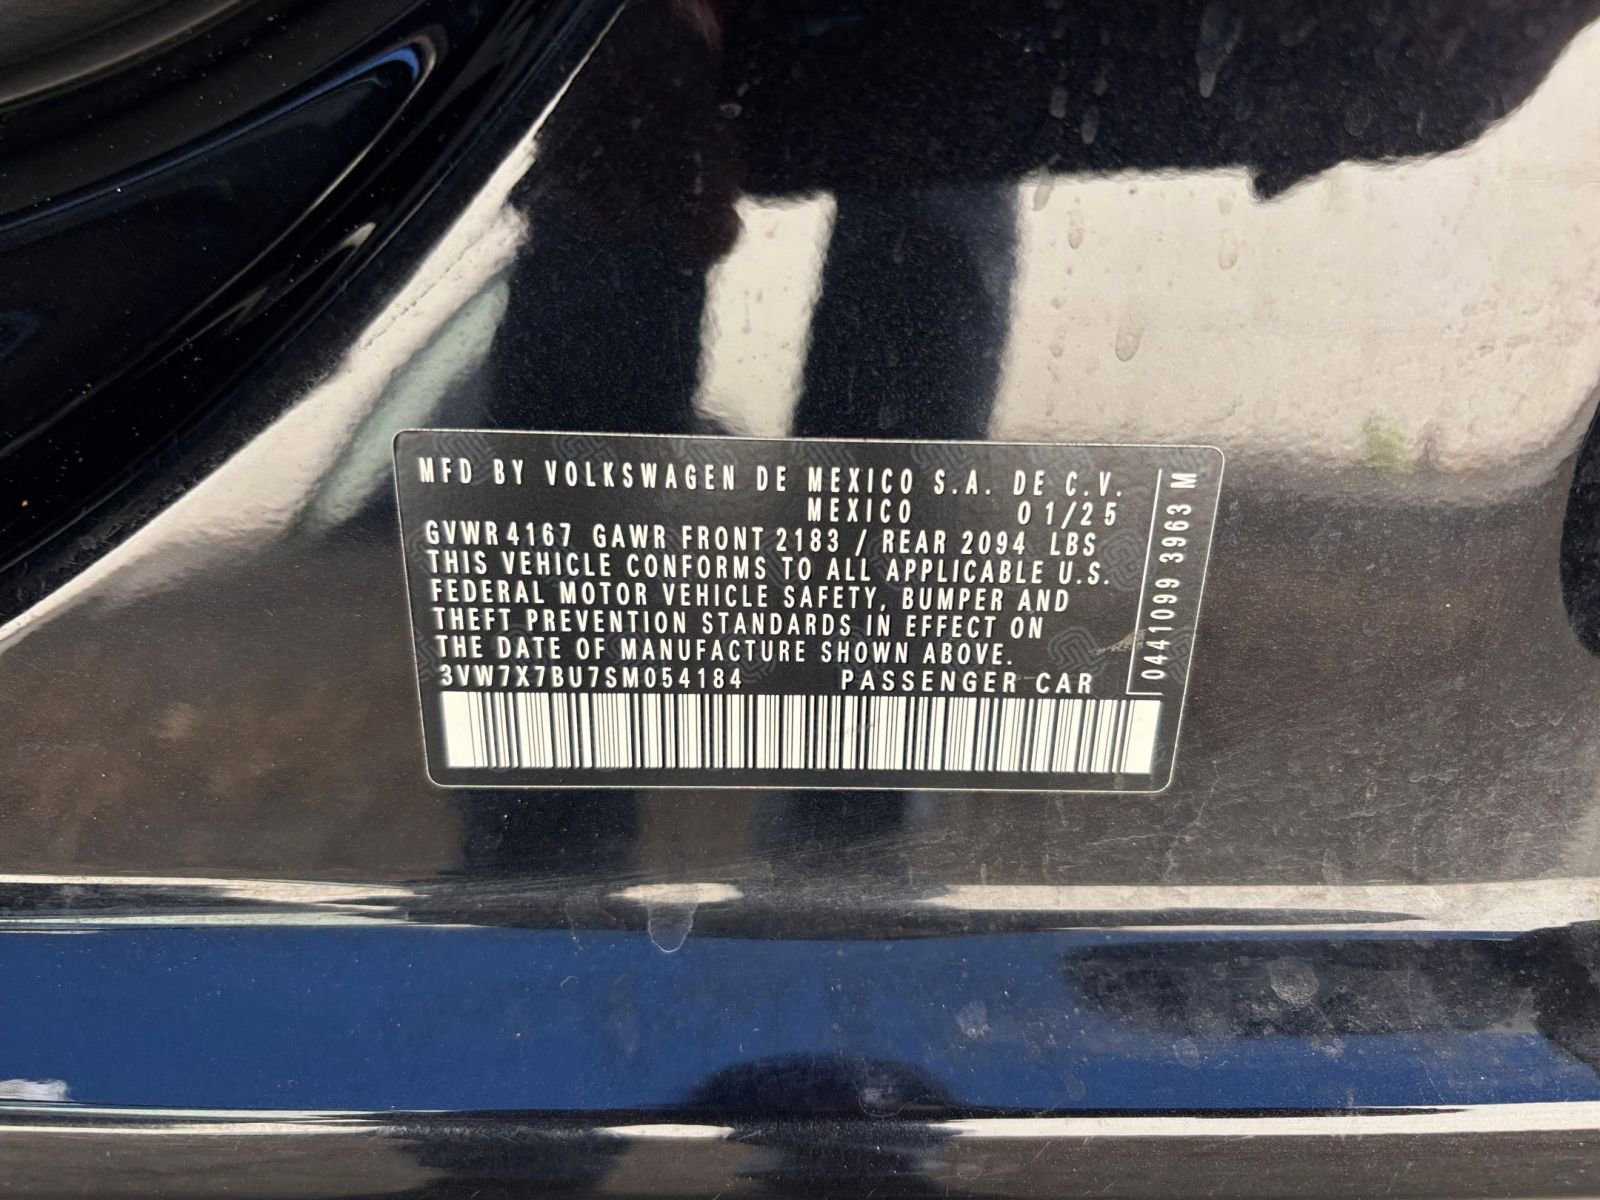 MFD BY VOLKSWAGEN DE MEXICO S.A. DE C.V.
MEXICO 01/25
GVWR 4167 GAWR FRONT 2183 / REAR 2094 LBS
THIS VEHICLE CONFORMS TO ALL APPLICABLE U.S.
FEDERAL MOTOR VEHICLE SAFETY, BUMPER AND
THEFT PREVENTION STANDARDS IN EFFECT ON
THE DATE OF MANUFACTURE SHOWN ABOVE.
3VW7X7BU7SM054184 PASSENGER CAR
0441099 3963 M